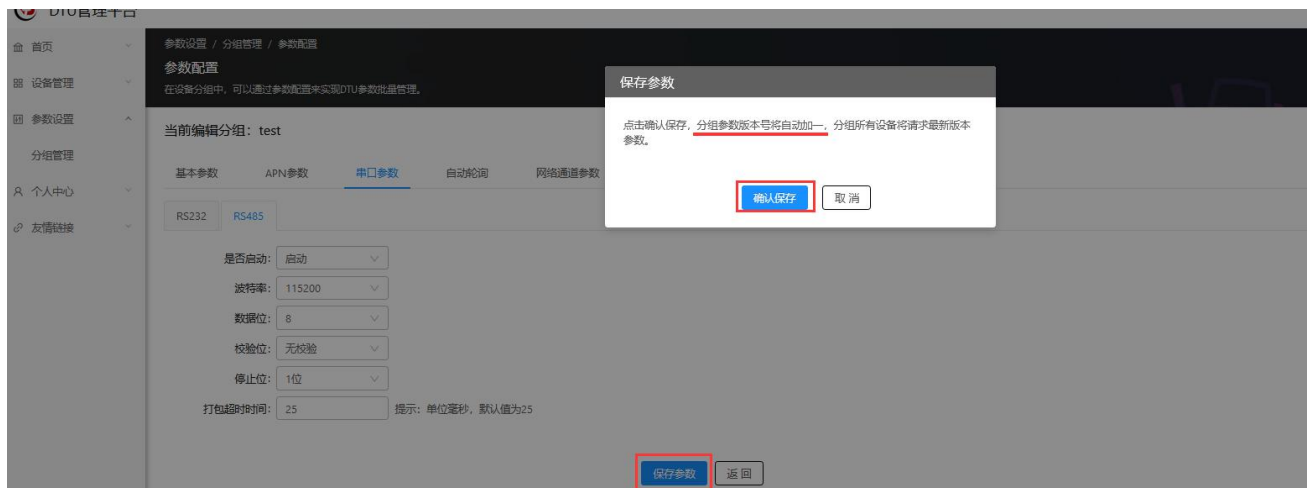 DTU管理平台
首页
设备管理
参数设置
分组管理
个人中心
友情链接
参数设置 / 分组管理 / 参数配置
参数配置
在设备分组中，可以通过参数配置来实现DTU参数批量管理。
当前编辑分组：test
基本参数 APN参数 串口参数 自动轮询 网络通道参数
RS232 RS485
是否启动： 启动
波特率： 115200
数据位： 8
校验位： 无校验
停止位： 1位
打包超时时间： 25 提示：单位毫秒，默认值为25
保存参数 返回
保存参数
点击确认保存，分组参数版本号将自动加一，分组所有设备将请求最新版本
参数。
确认保存 取消